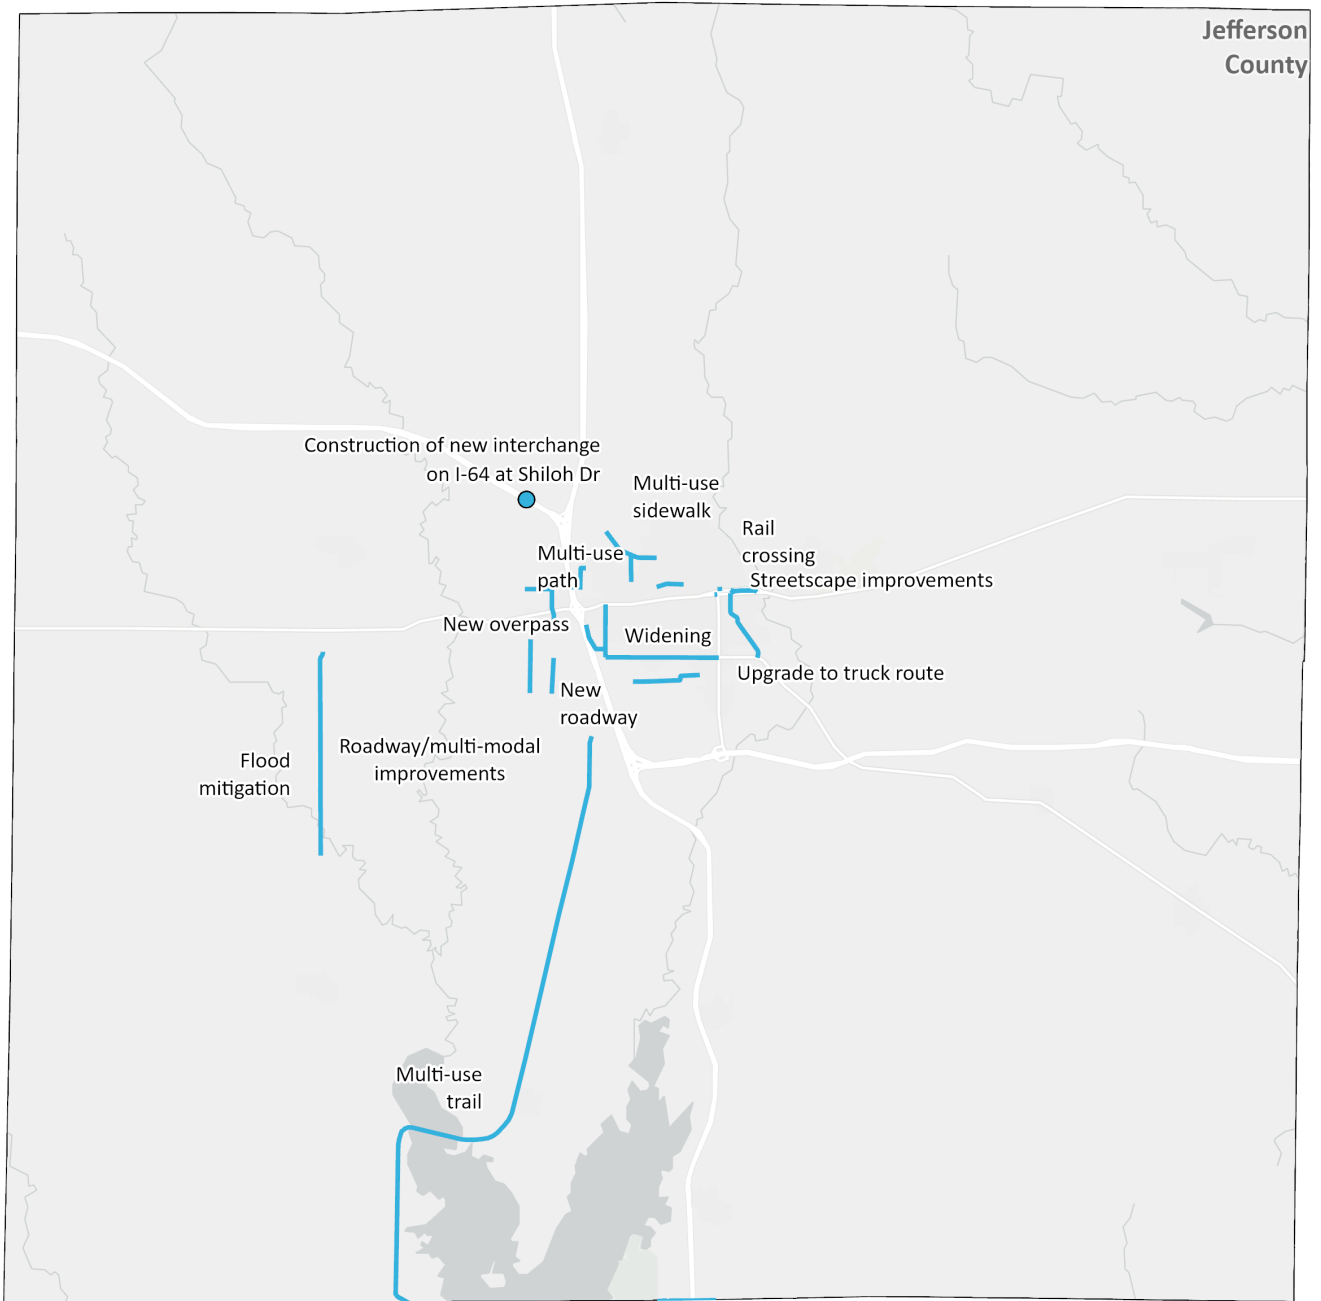 Jefferson
County
Construction of new interchange
on I-64 at Shiloh Dr
Multi-use
sidewalk
Rail
crossing
Multi-use
path
Streetscape improvements
New overpass
Widening
Upgrade to truck route
New
roadway
Roadway/multi-modal
improvements
Flood
mitigation
Multi-use
trail